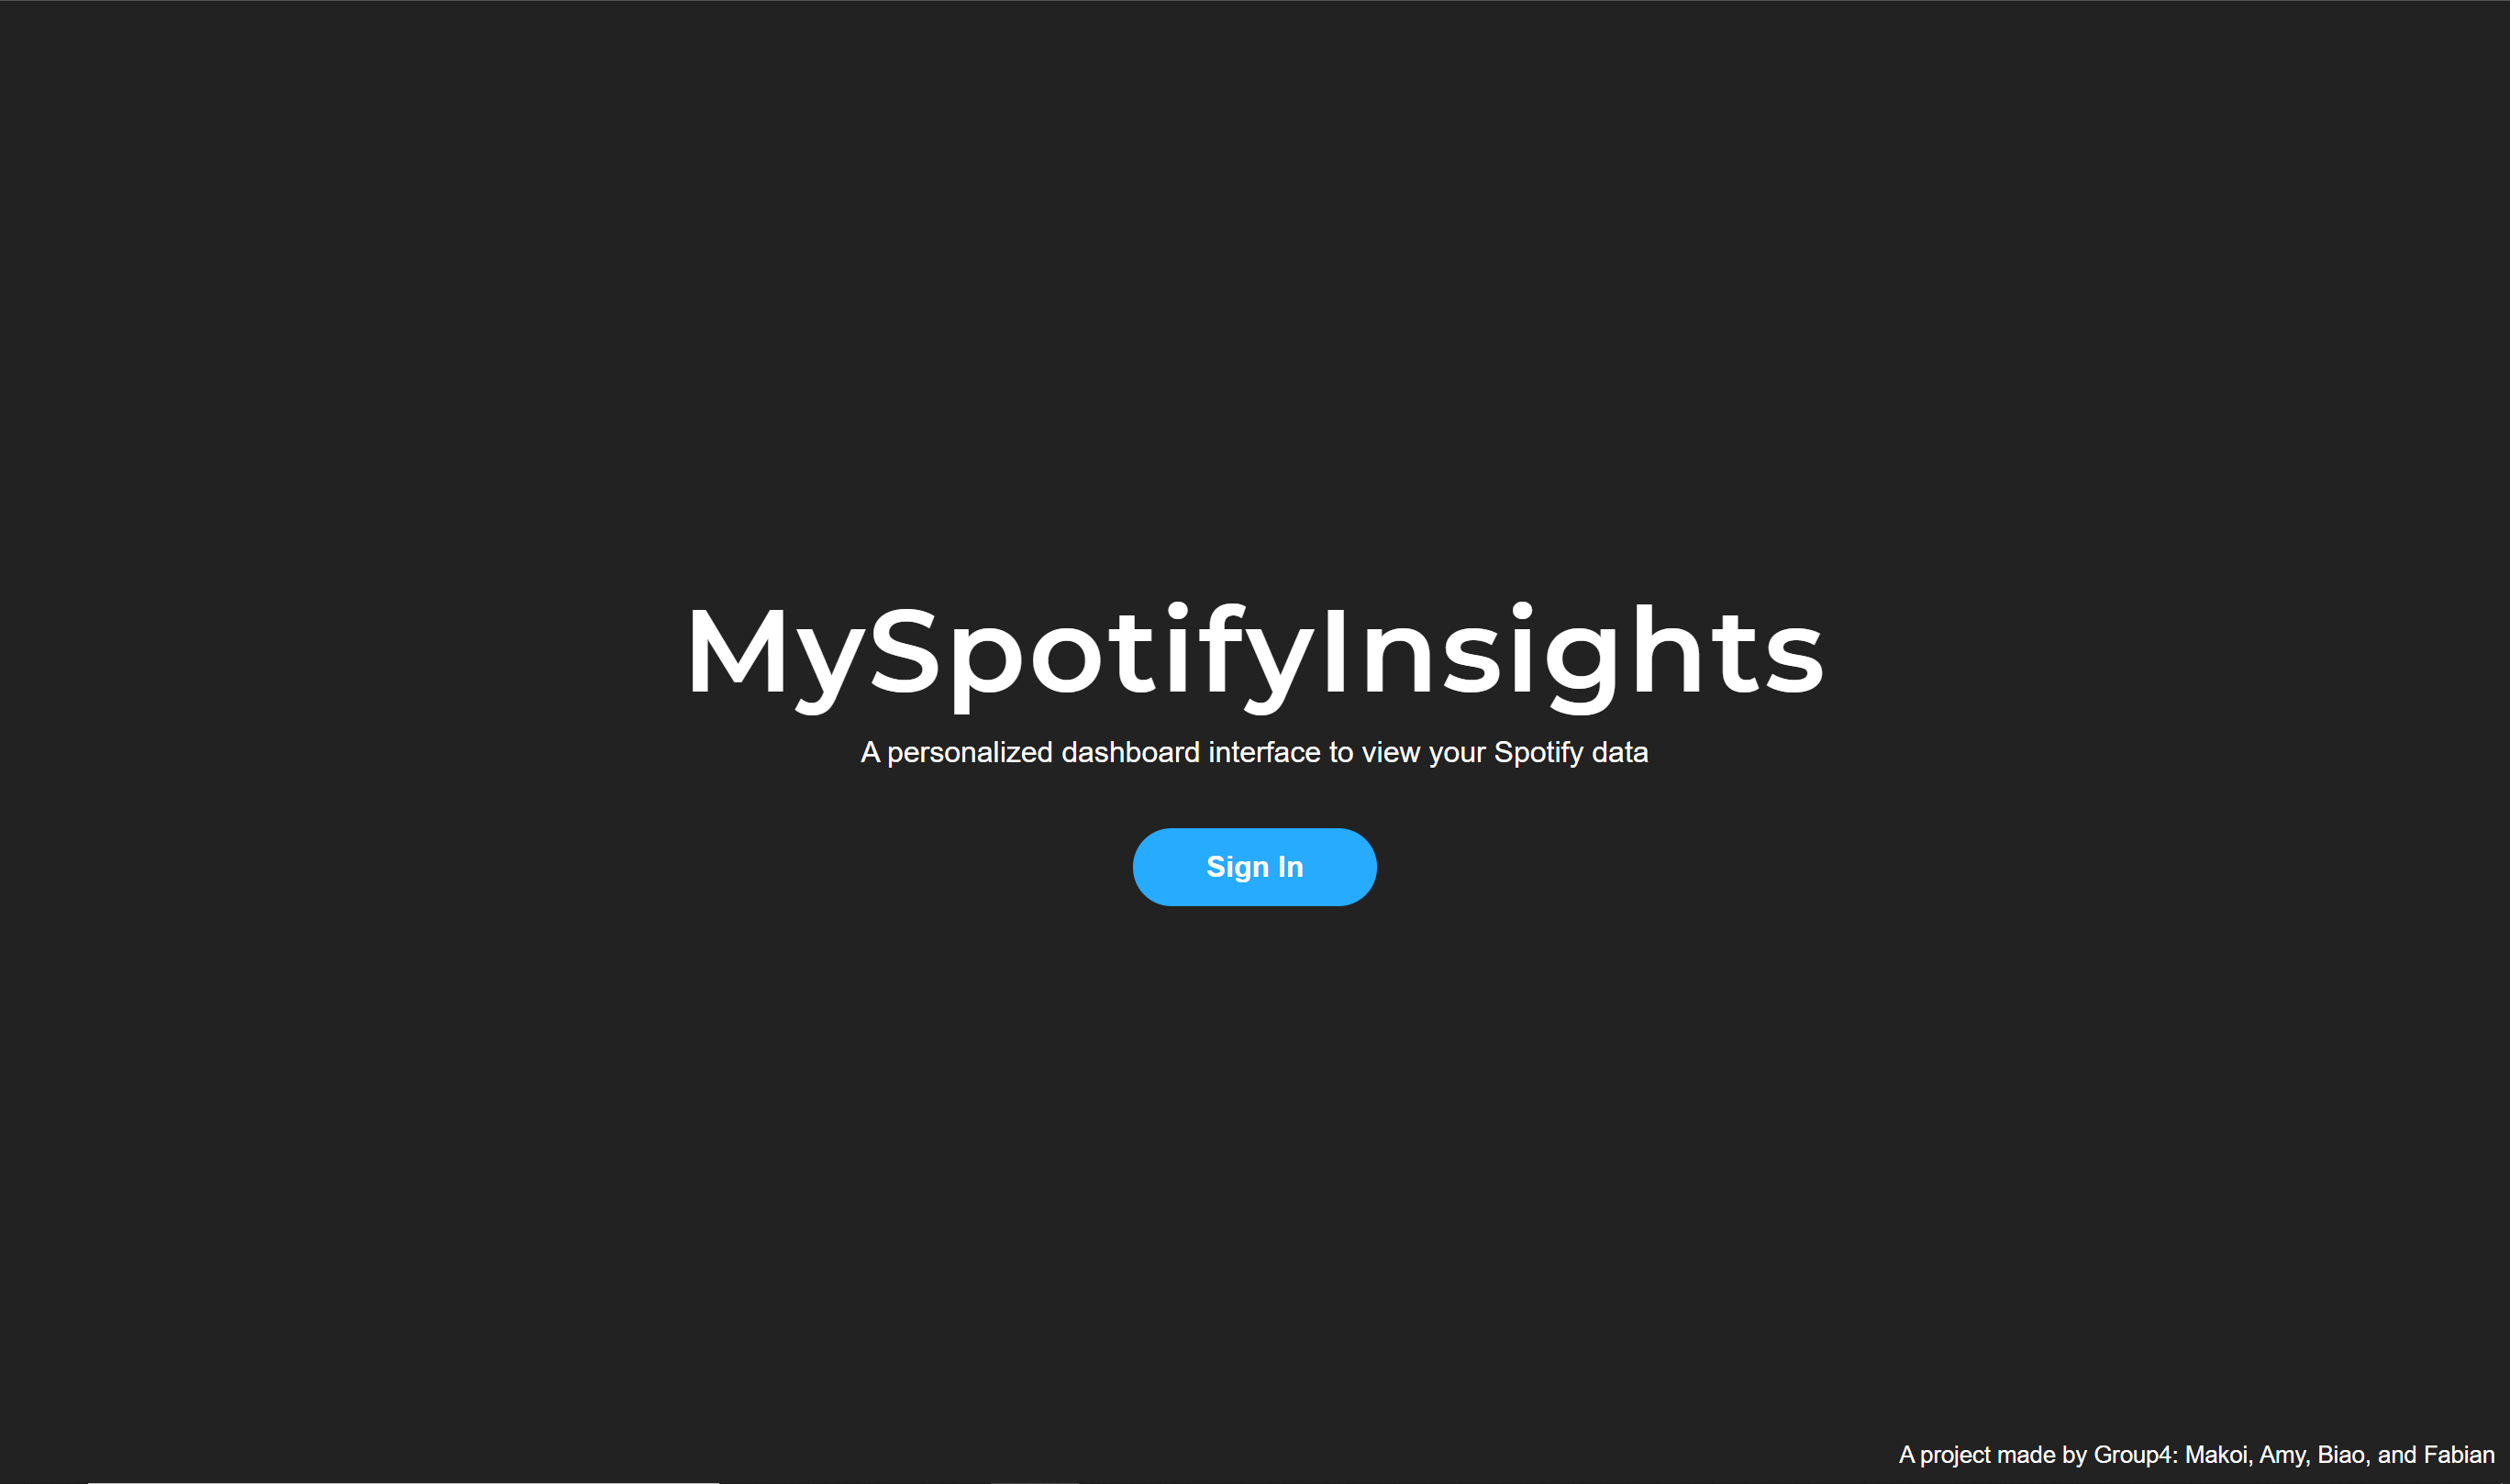 MySpotifyInsights
A personalized dashboard interface to view your Spotify data
Sign In
A project made by Group4: Makoi, Amy, Biao, and Fabian